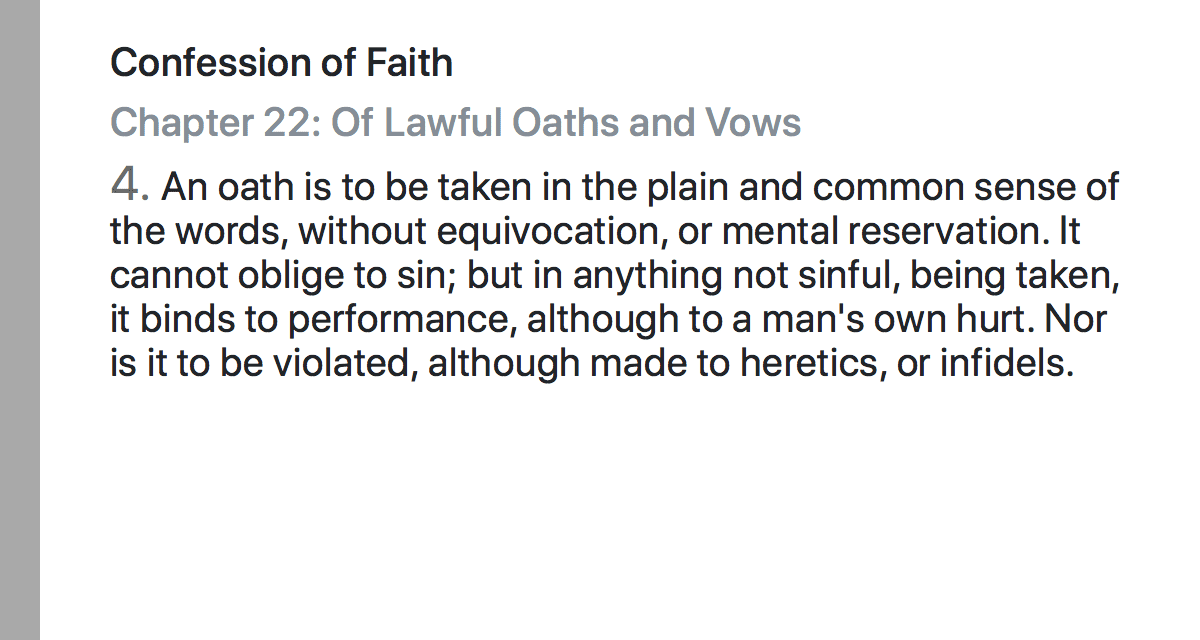 Confession of Faith
Chapter 22: Of Lawful Oaths and Vows
4. An oath is to be taken in the plain and common sense of
the words, without equivocation, or mental reservation. It
cannot oblige to sin; but in anything not sinful, being taken,
it binds to performance, although to a man's own hurt. Nor
is it to be violated, although made to heretics, or infidels.